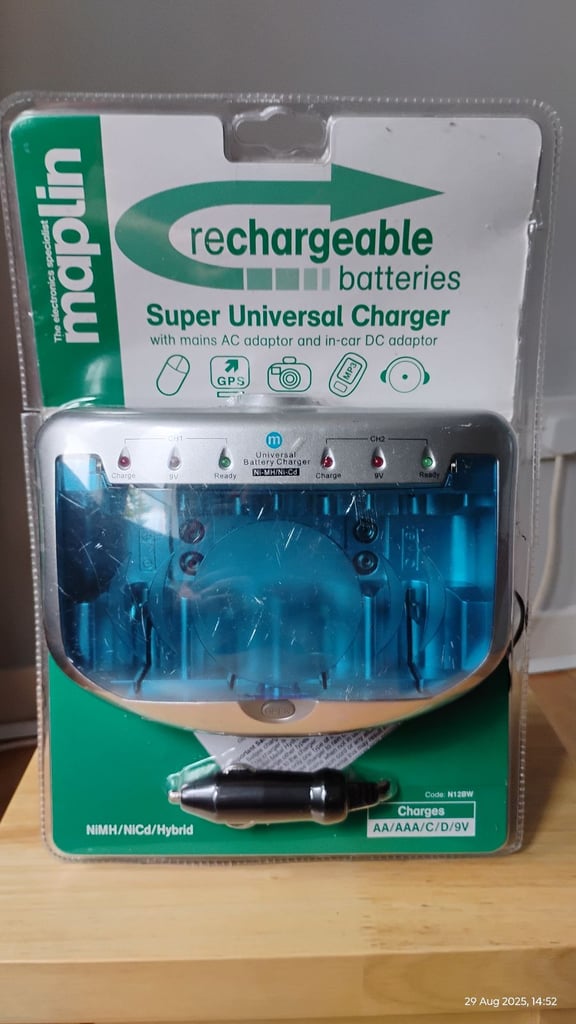 maplin
The electronics specialist
rechargeable
batteries
Super Universal Charger
with mains AC adaptor and in-car DC adaptor
GPS
MP3
CH1
m
CH2
Universal
Battery Charger
Ni-MH/Ni-Cd
Charge
9V
Ready
Charge
9V
Ready
OPEN
Code: N12BW
Charges
AA/AAA/C/D/9V
NiMH/NiCd/Hybrid
29 Aug 2025, 14:52